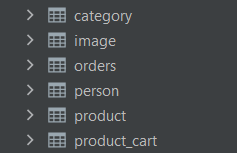 category
image
orders
person
product
product_cart